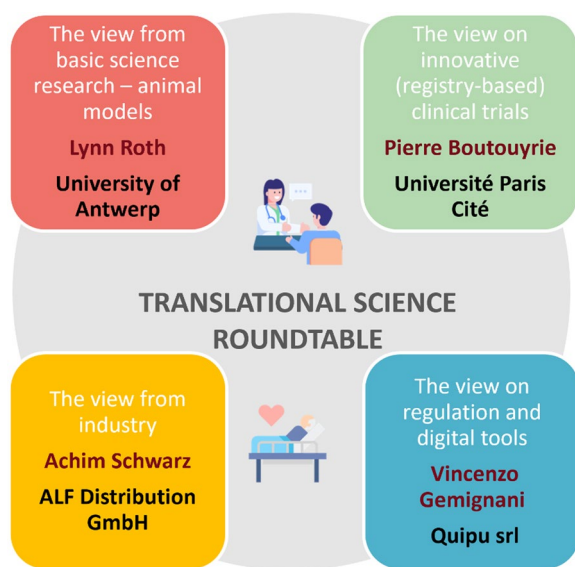 The view from
basic science
research – animal
models
Lynn Roth
University of
Antwerp
The view on
innovative
(registry-based)
clinical trials
Pierre Boutouyrie
Université Paris
Cité
TRANSLATIONAL SCIENCE
ROUNDTABLE
The view from
industry
Achim Schwarz
ALF Distribution
GmbH
The view on
regulation and
digital tools
Vincenzo
Gemignani
Quipu srl